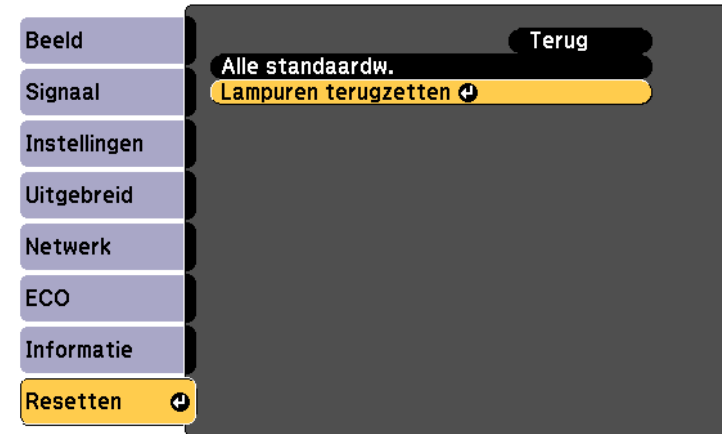 Beeld
Signaal
Instellingen
Uitgebreid
Netwerk
ECO
Informatie
Resetten
Terug
Alle standaardw.
Lampuren terugzetten